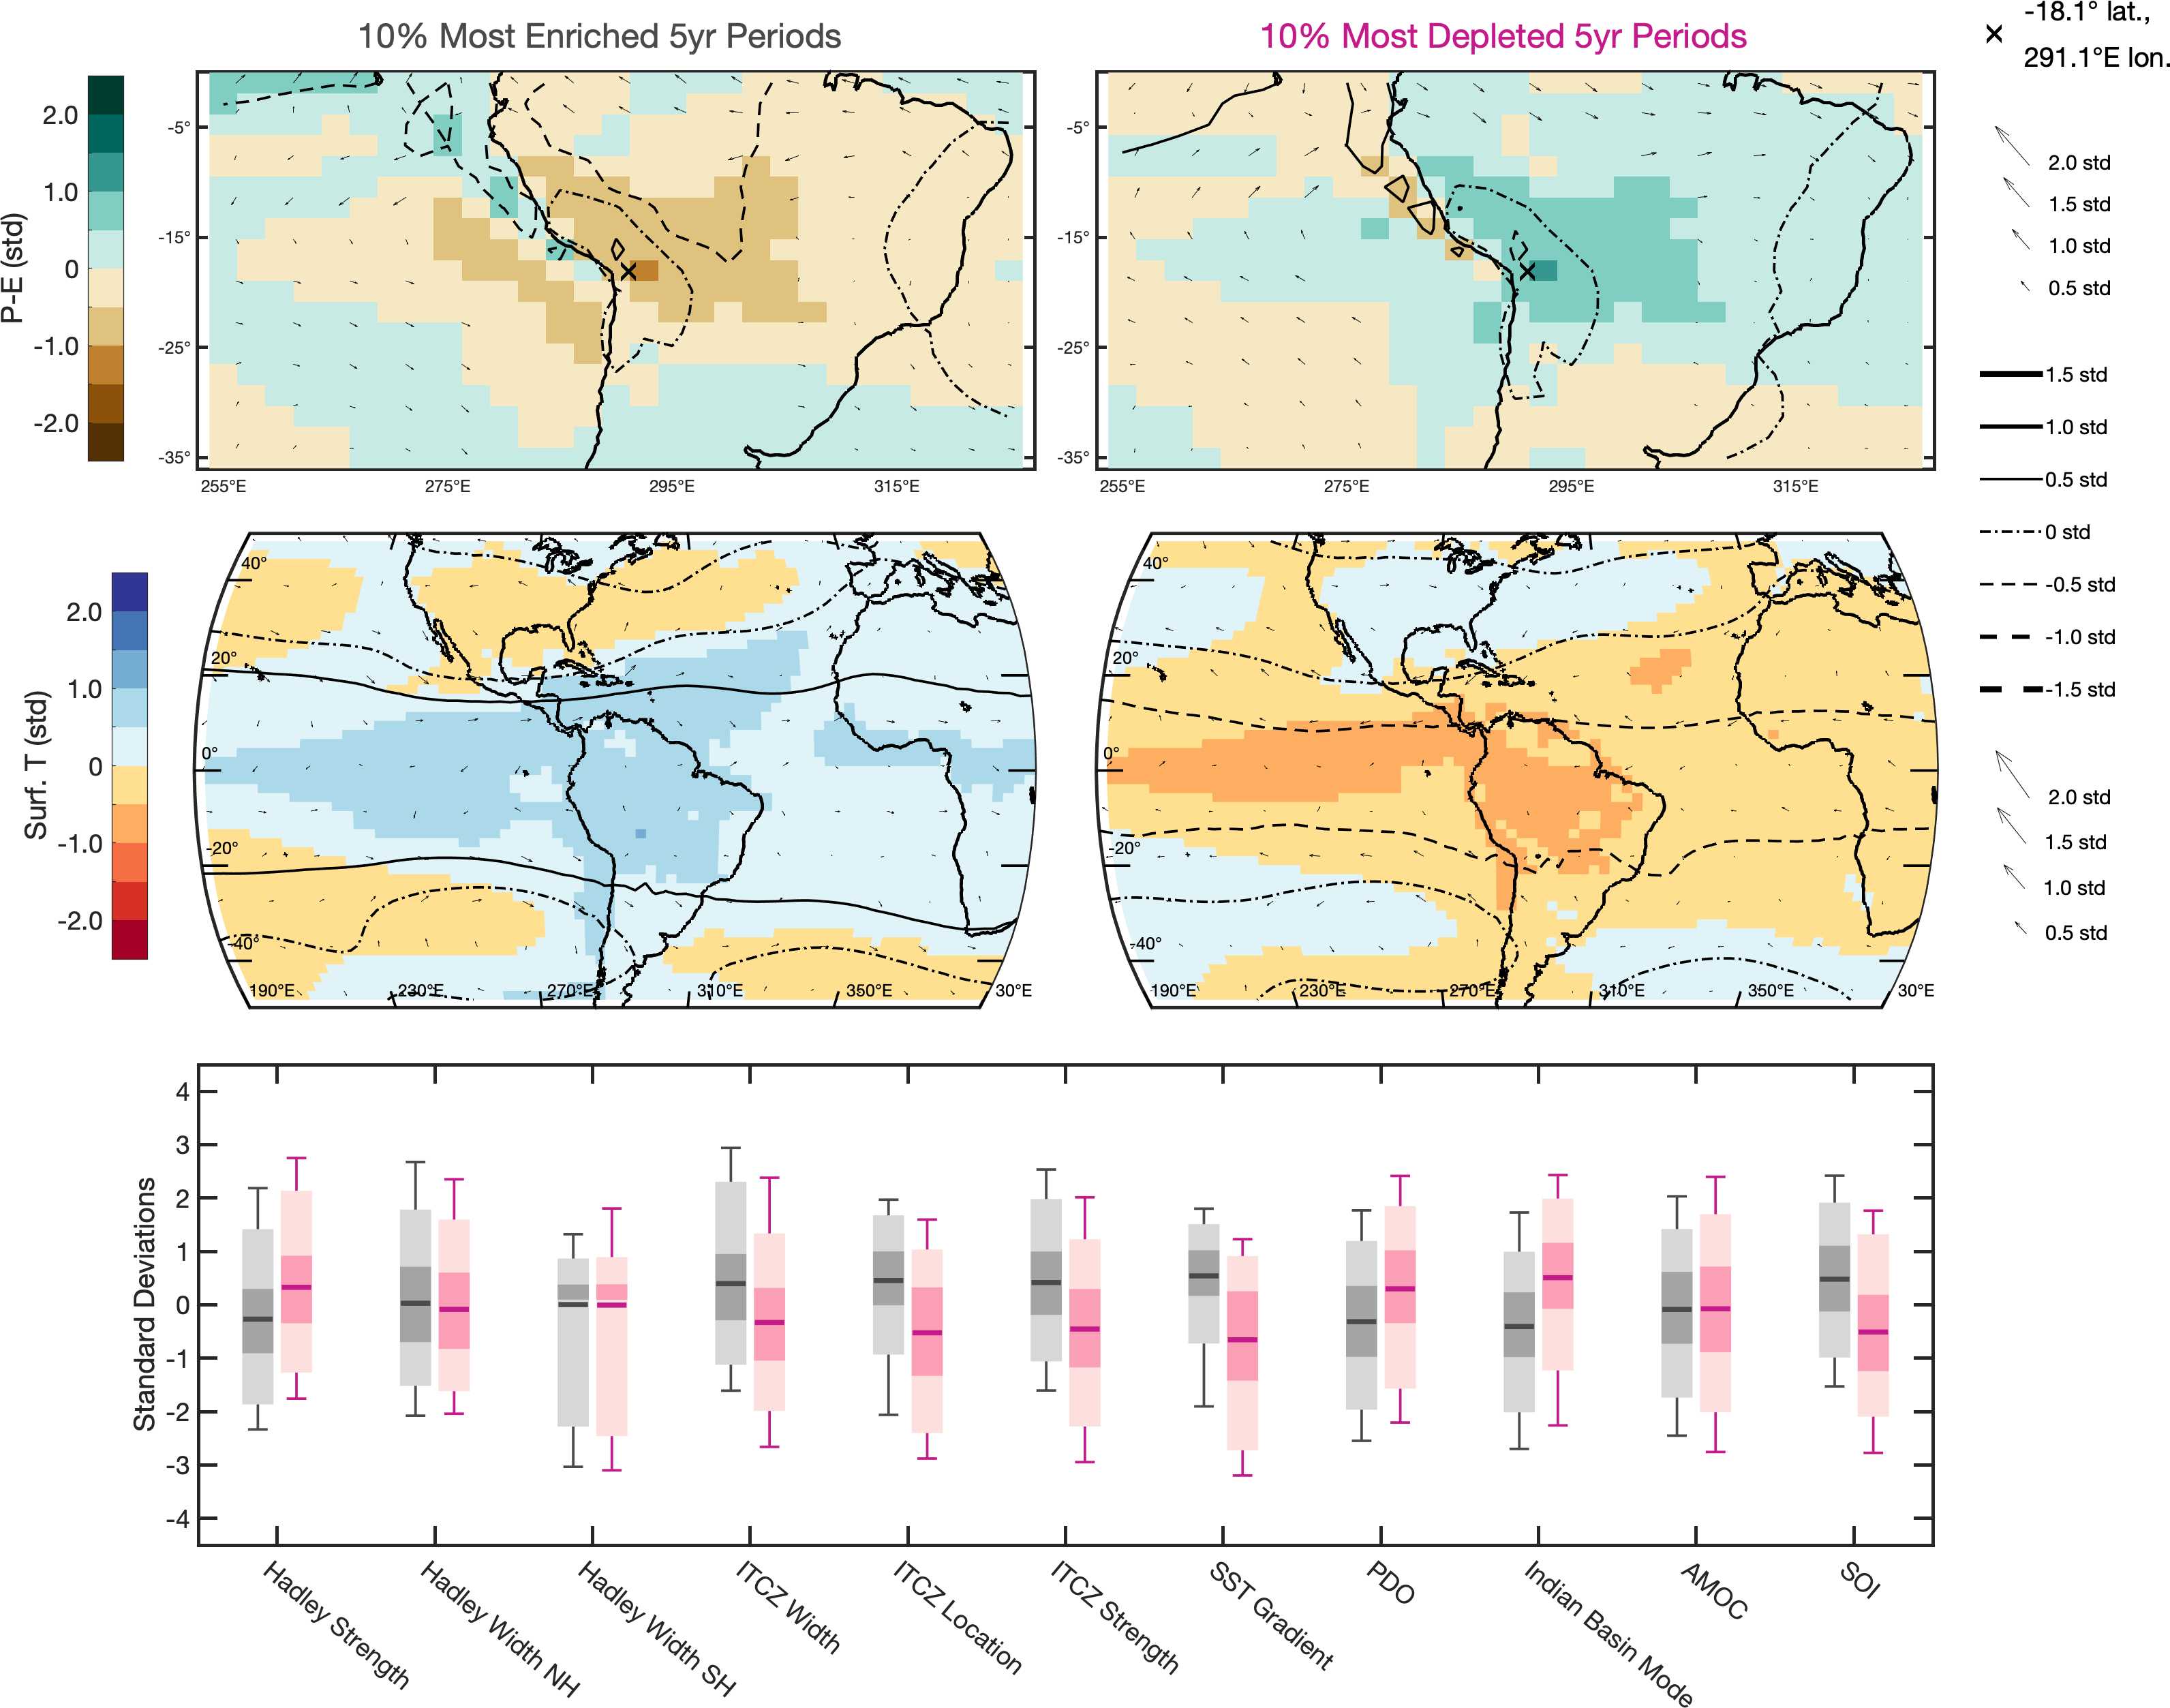 10% Most Enriched 5yr Periods
10% Most Depleted 5yr Periods
-18.1° lat.,
291.1°E lon.
P-E (std)
2.0
1.0
0
-1.0
-2.0
-5°
-15°
-25°
-35°
255°E
275°E
295°E
315°E
-5°
-15°
-25°
-35°
255°E
275°E
295°E
315°E
2.0 std
1.5 std
1.0 std
0.5 std
1.5 std
1.0 std
0.5 std
0 std
-0.5 std
-1.0 std
-1.5 std
Surf. T (std)
2.0
1.0
0
-1.0
-2.0
40°
20°
0°
-20°
-40°
190°E
230°E
270°E
310°E
350°E
30°E
40°
20°
0°
-20°
-40°
190°E
230°E
270°E
310°E
350°E
30°E
2.0 std
1.5 std
1.0 std
0.5 std
Standard Deviations
4
3
2
1
0
-1
-2
-3
-4
Hadley Strength
Hadley Width NH
Hadley Width SH
ITCZ Width
ITCZ Location
ITCZ Strength
SST Gradient
PDO
Indian Basin Mode
AMOC
SOI